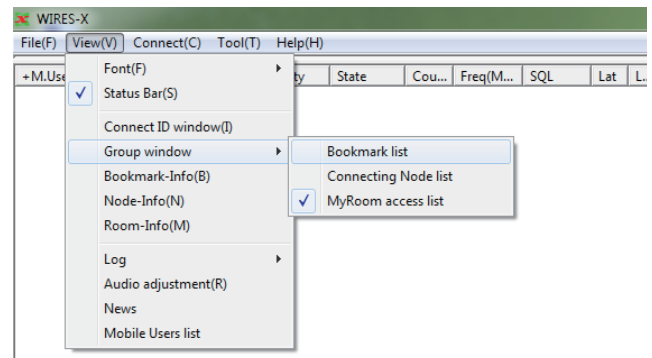 WIRES-X
File(F) View(V) Connect(C) Tool(T) Help(H)
+M.Use ty State Cou... Freq(M... SQL Lat L...
Font(F)
Status Bar(S)
Connect ID window(I)
Group window
Bookmark-Info(B)
Node-Info(N)
Room-Info(M)
Log
Audio adjustment(R)
News
Mobile Users list
Bookmark list
Connecting Node list
MyRoom access list